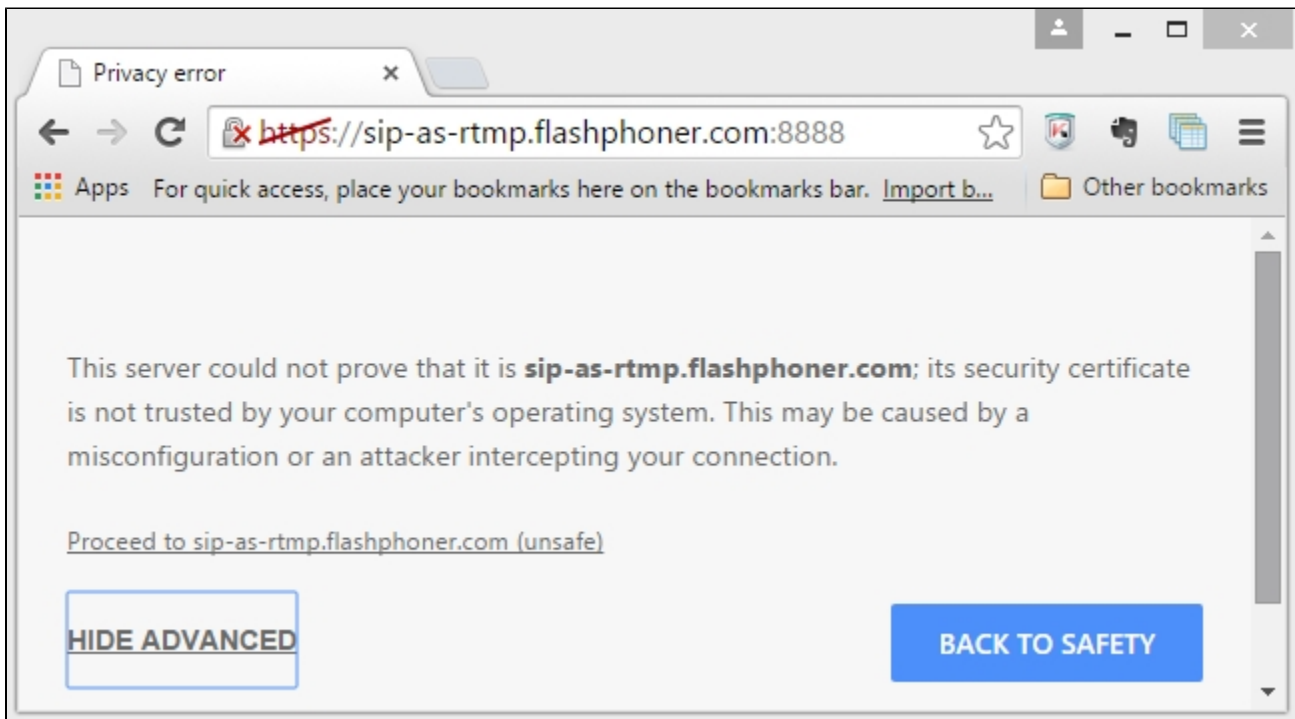 Privacy error
https://sip-as-rtmp.flashphoner.com:8888
Apps For quick access, place your bookmarks here on the bookmarks bar. Import b... Other bookmarks
This server could not prove that it is sip-as-rtmp.flashphoner.com; its security certificate
is not trusted by your computer's operating system. This may be caused by a
misconfiguration or an attacker intercepting your connection.
Proceed to sip-as-rtmp.flashphoner.com (unsafe)
HIDE ADVANCED
BACK TO SAFETY